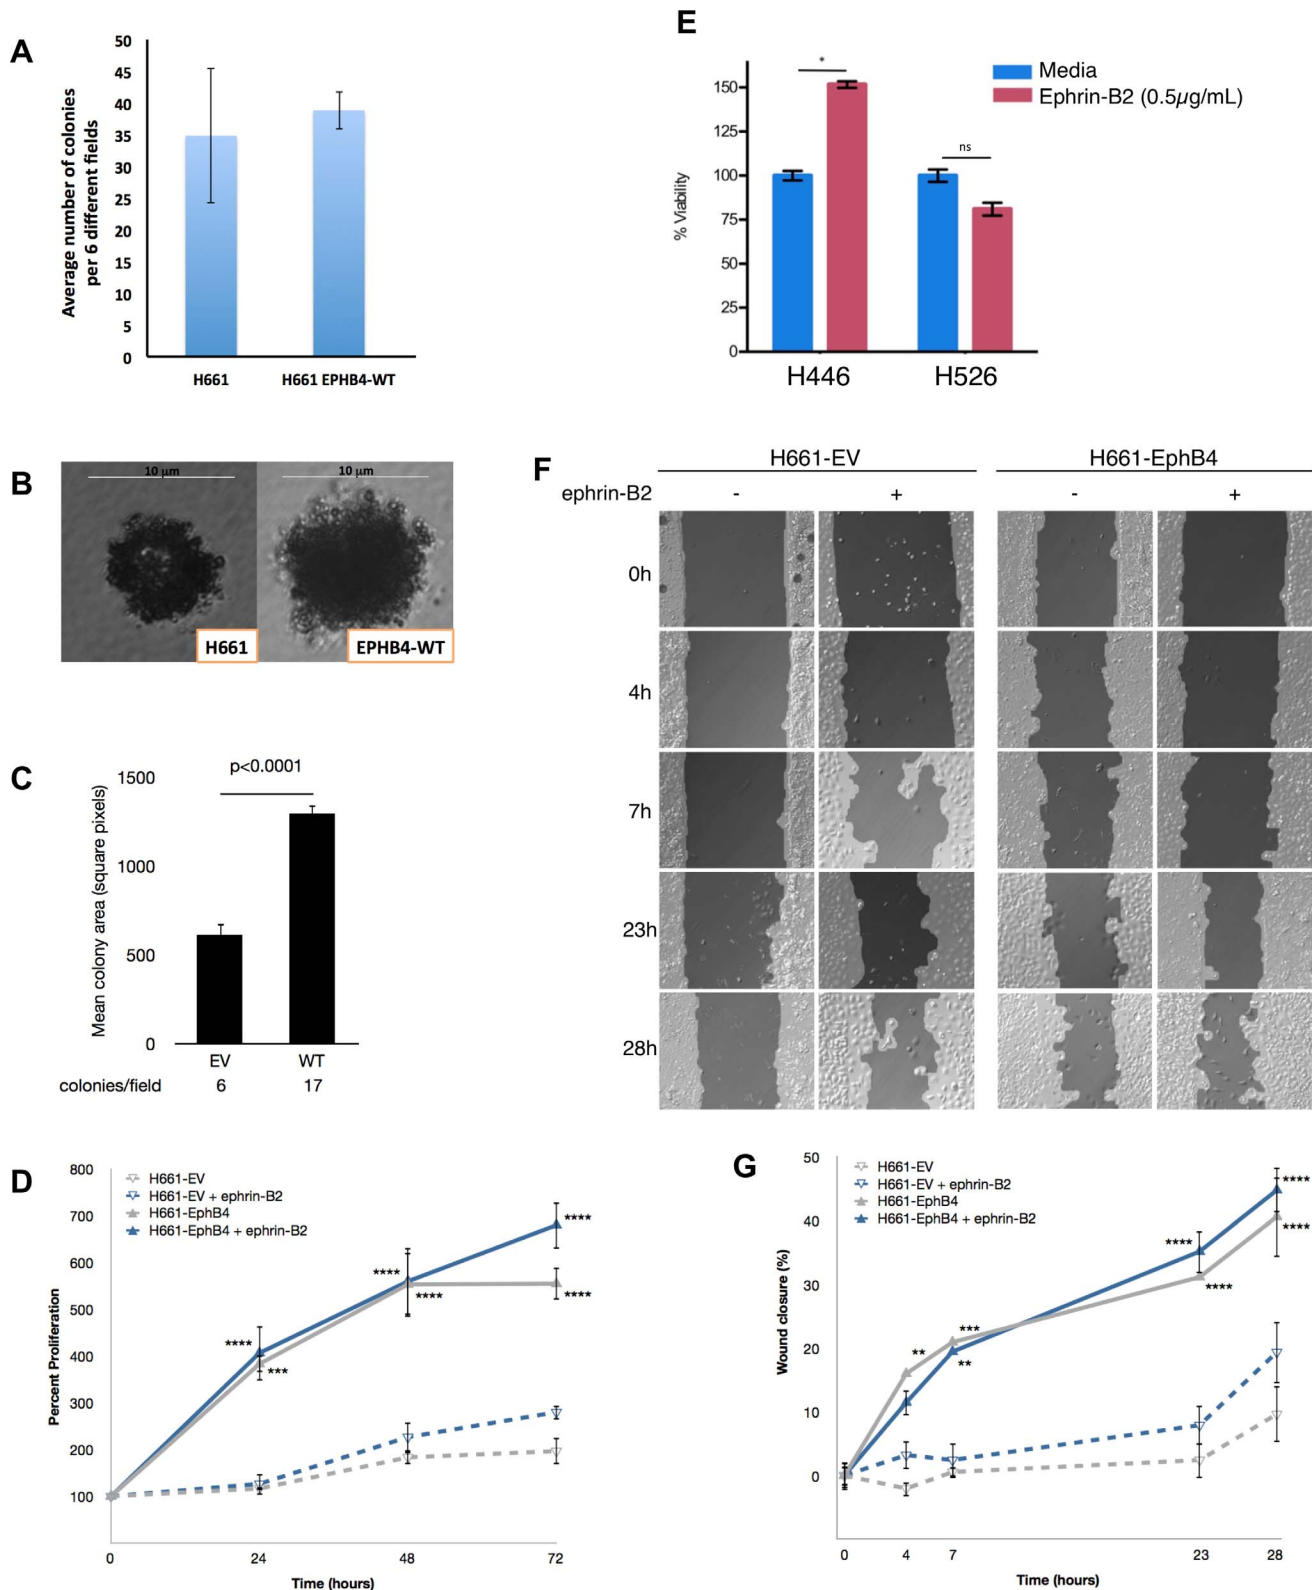 A
50
45
40
35
30
25
20
15
10
5
0
Average number of colonies
per 6 different fields
H661
H661 EPHB4-WT
B
10 µm
10 µm
H661
EPHB4-WT
C
p<0.0001
1500
1000
500
0
Mean colony area (square pixels)
EV
WT
colonies/field
6
17
D
800
700
600
500
400
300
200
100
Percent Proliferation
H661-EV
H661-EV + ephrin-B2
H661-EphB4
H661-EphB4 + ephrin-B2
****
***
****
****
****
****
0
24
48
72
Time (hours)
E
150
125
100
75
50
25
0
% Viability
*
ns
Media
Ephrin-B2 (0.5µg/mL)
H446
H526
F
H661-EV
H661-EphB4
ephrin-B2
-
+
-
+
0h
4h
7h
23h
28h
G
50
40
30
20
10
0
Wound closure (%)
H661-EV
H661-EV + ephrin-B2
H661-EphB4
H661-EphB4 + ephrin-B2
**
***
**
****
****
****
****
0
4
7
23
28
Time (hours)